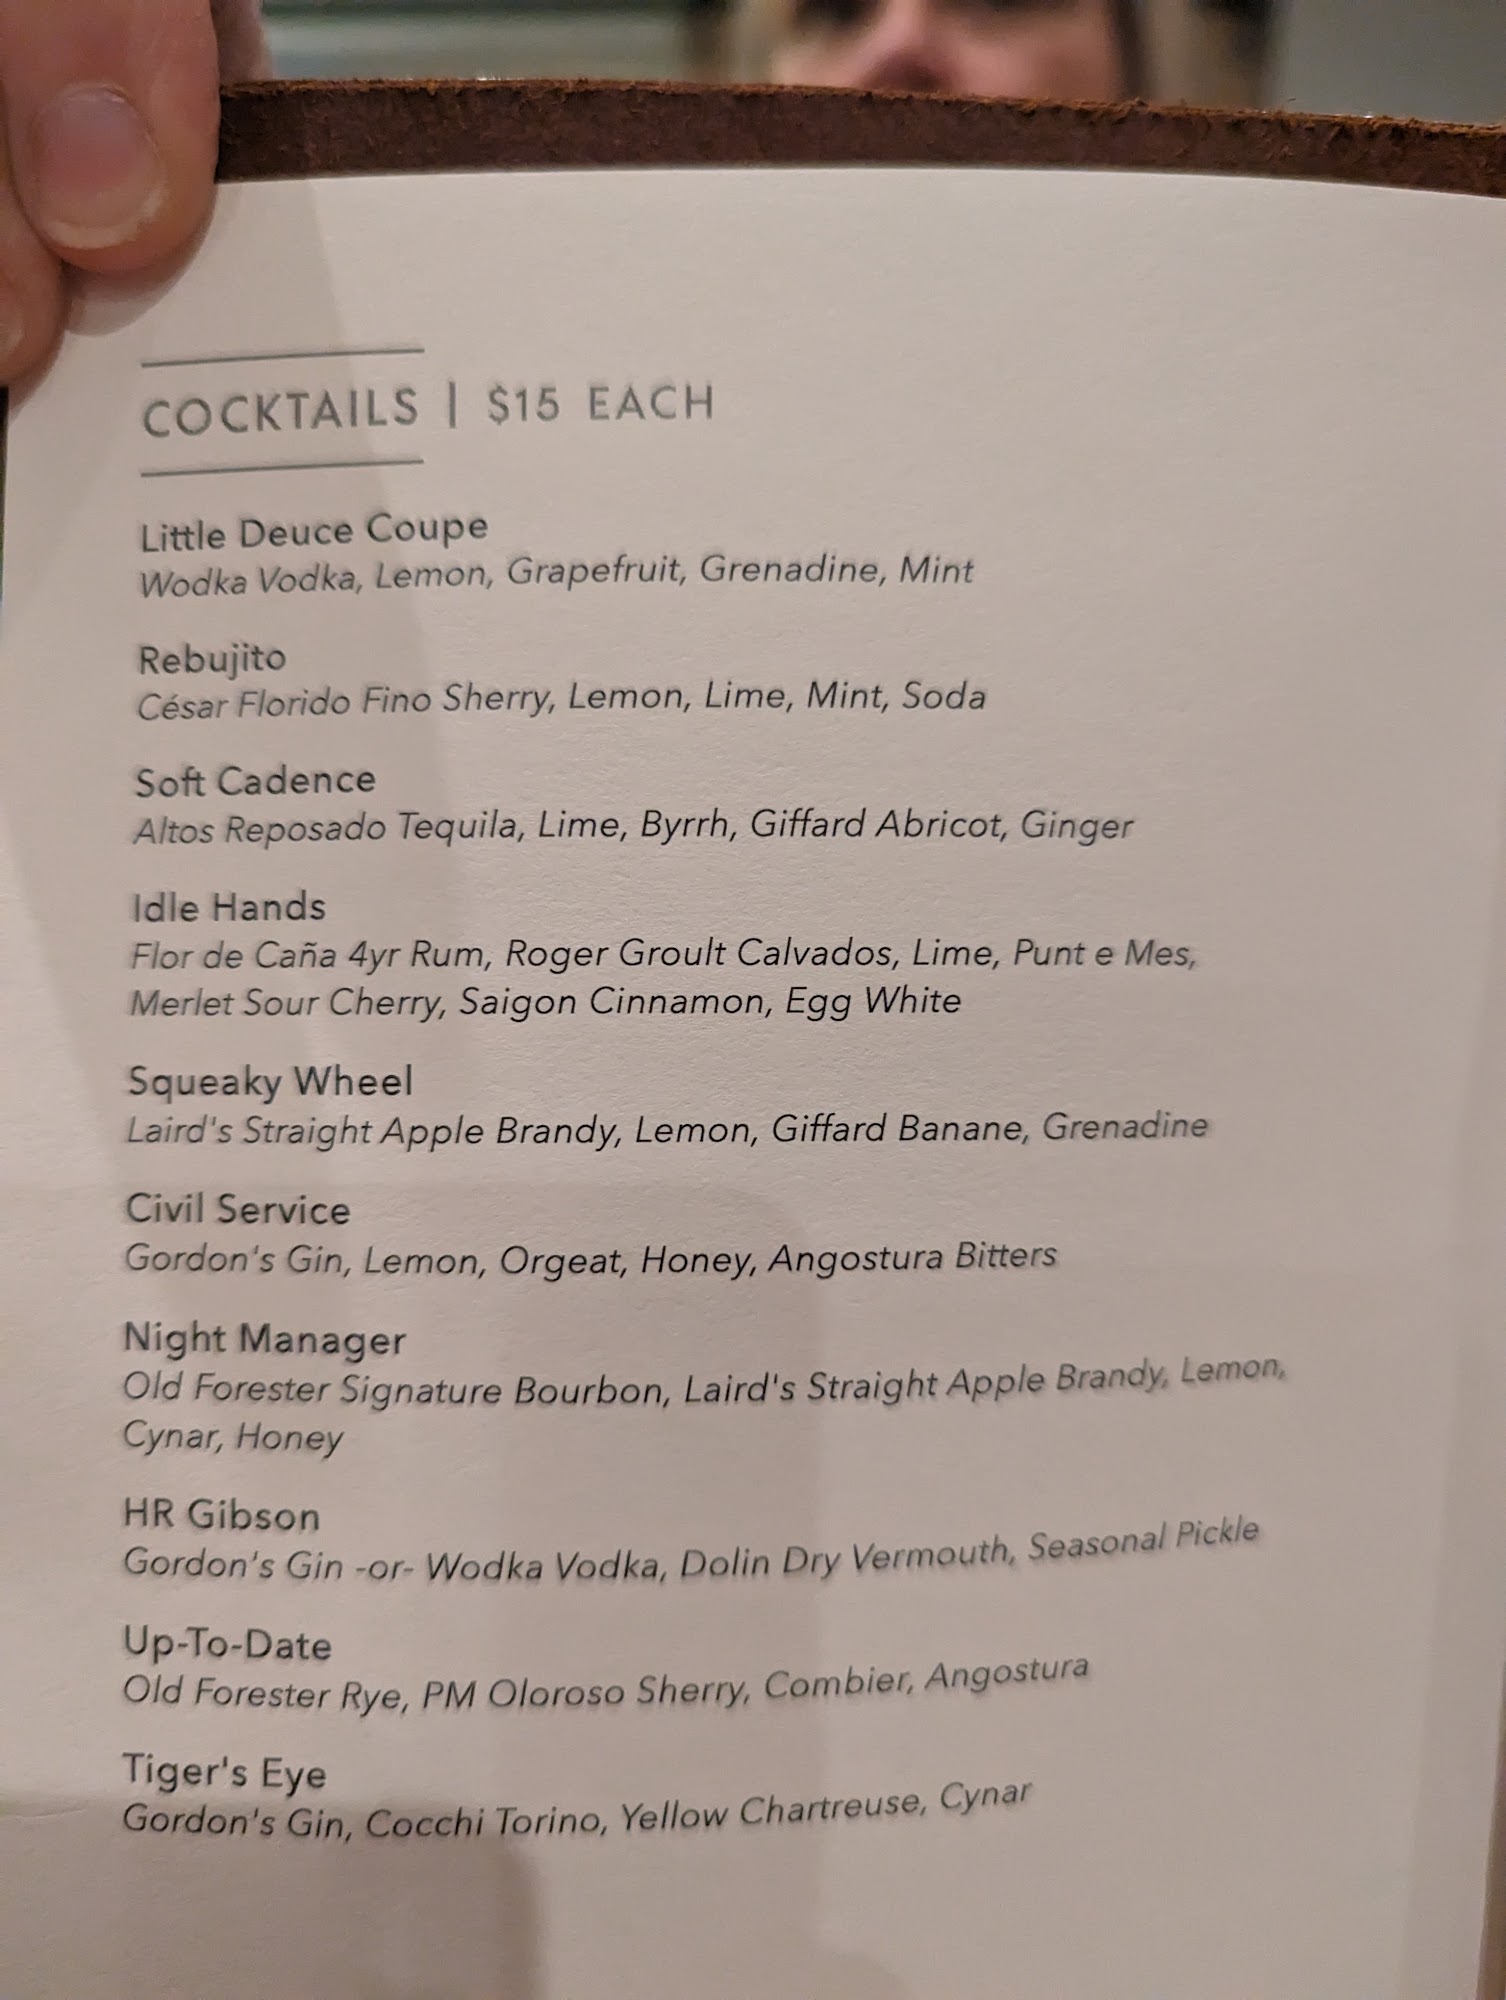 COCKTAILS | $15 EACH
Little Deuce Coupe
Wodka Vodka, Lemon, Grapefruit, Grenadine, Mint
Rebujito
César Florido Fino Sherry, Lemon, Lime, Mint, Soda
Soft Cadence
Altos Reposado Tequila, Lime, Byrrh, Giffard Abricot, Ginger
Idle Hands
Flor de Caña 4yr Rum, Roger Groult Calvados, Lime, Punt e Mes,
Merlet Sour Cherry, Saigon Cinnamon, Egg White
Squeaky Wheel
Laird's Straight Apple Brandy, Lemon, Giffard Banane, Grenadine
Civil Service
Gordon's Gin, Lemon, Orgeat, Honey, Angostura Bitters
Night Manager
Old Forester Signature Bourbon, Laird's Straight Apple Brandy, Lemon,
Cynar, Honey
HR Gibson
Gordon's Gin -or- Wodka Vodka, Dolin Dry Vermouth, Seasonal Pickle
Up-To-Date
Old Forester Rye, PM Oloroso Sherry, Combier, Angostura
Tiger's Eye
Gordon's Gin, Cocchi Torino, Yellow Chartreuse, Cynar